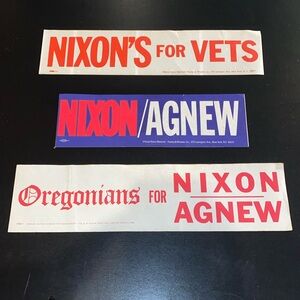 NIXON'S FOR VETS
NIXON/AGNEW
Oregonians FOR NIXON
AGNEW